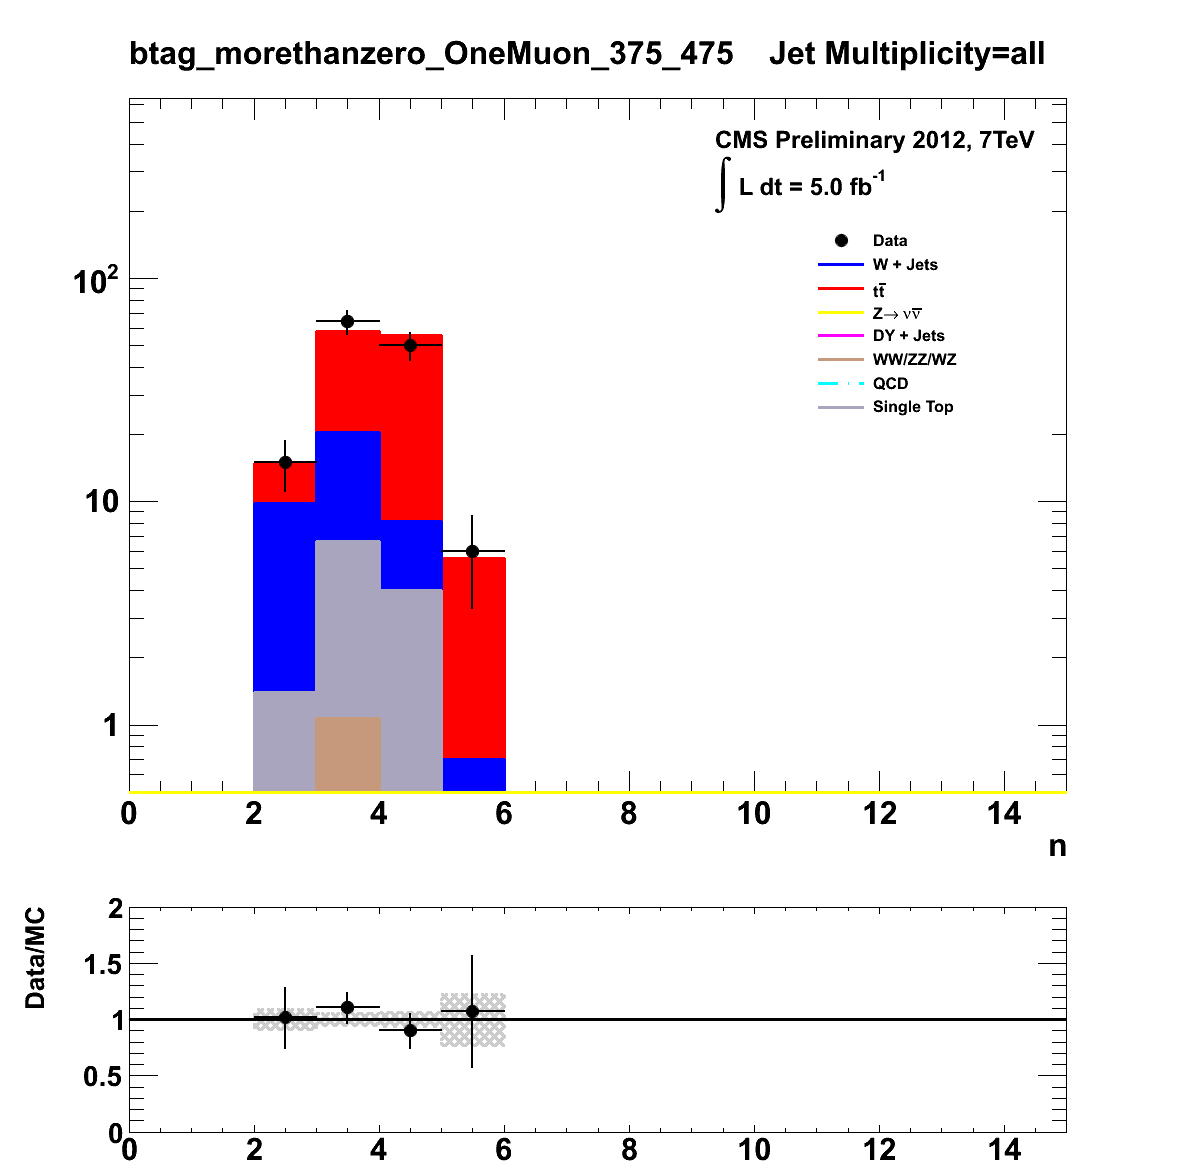 btag_morethanzero_OneMuon_375_475 Jet Multiplicity=all
CMS Preliminary 2012, 7TeV
∫ L dt = 5.0 fb⁻¹
Data
W + Jets
tt̅
Z→ νν̅
DY + Jets
WW/ZZ/WZ
QCD
Single Top
10²
10
1
0 2 4 6 8 10 12 14
n
Data/MC
2
1.5
1
0.5
0
0 2 4 6 8 10 12 14